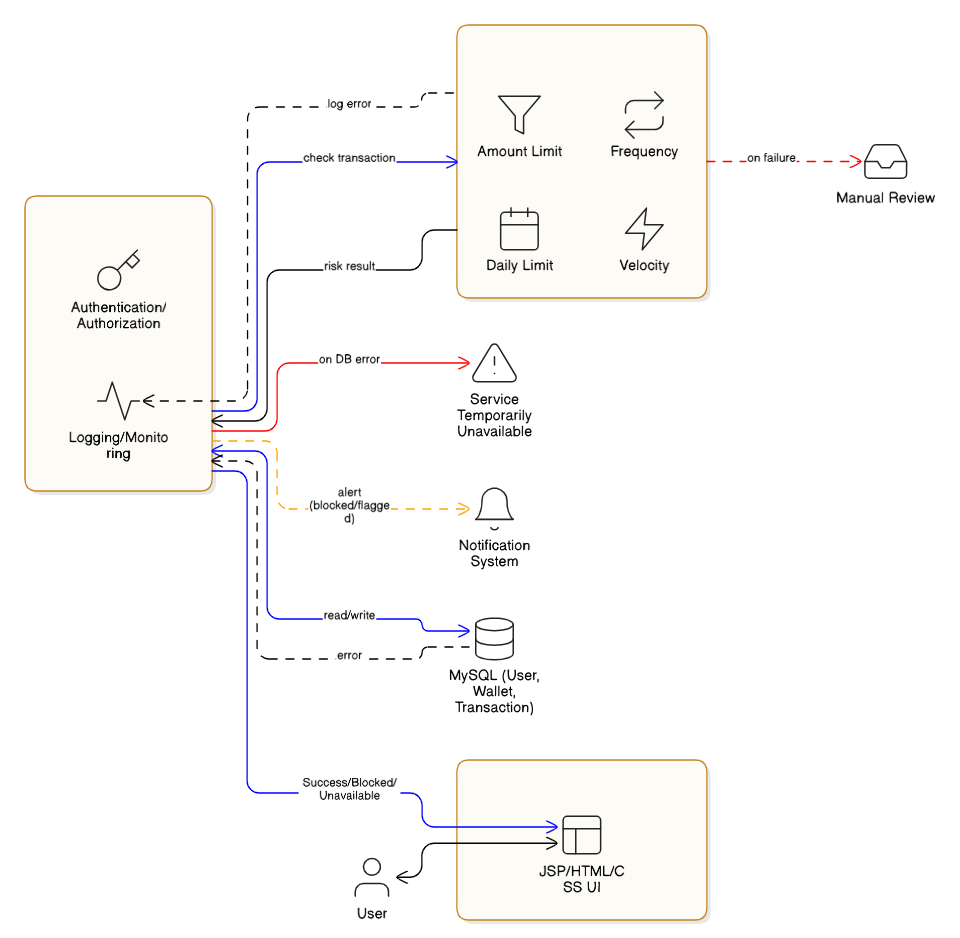 log error
Amount Limit
Frequency
check transaction
on failure
Manual Review
Daily Limit
Velocity
risk result
Authentication/
Authorization
on DB error
Service
Temporarily
Unavailable
Logging/Monito
ring
alert
(blocked/flagge
d)
Notification
System
read/write
error
MySQL (User,
Wallet,
Transaction)
Success/Blocked/
Unavailable
JSP/HTML/C
SS UI
User